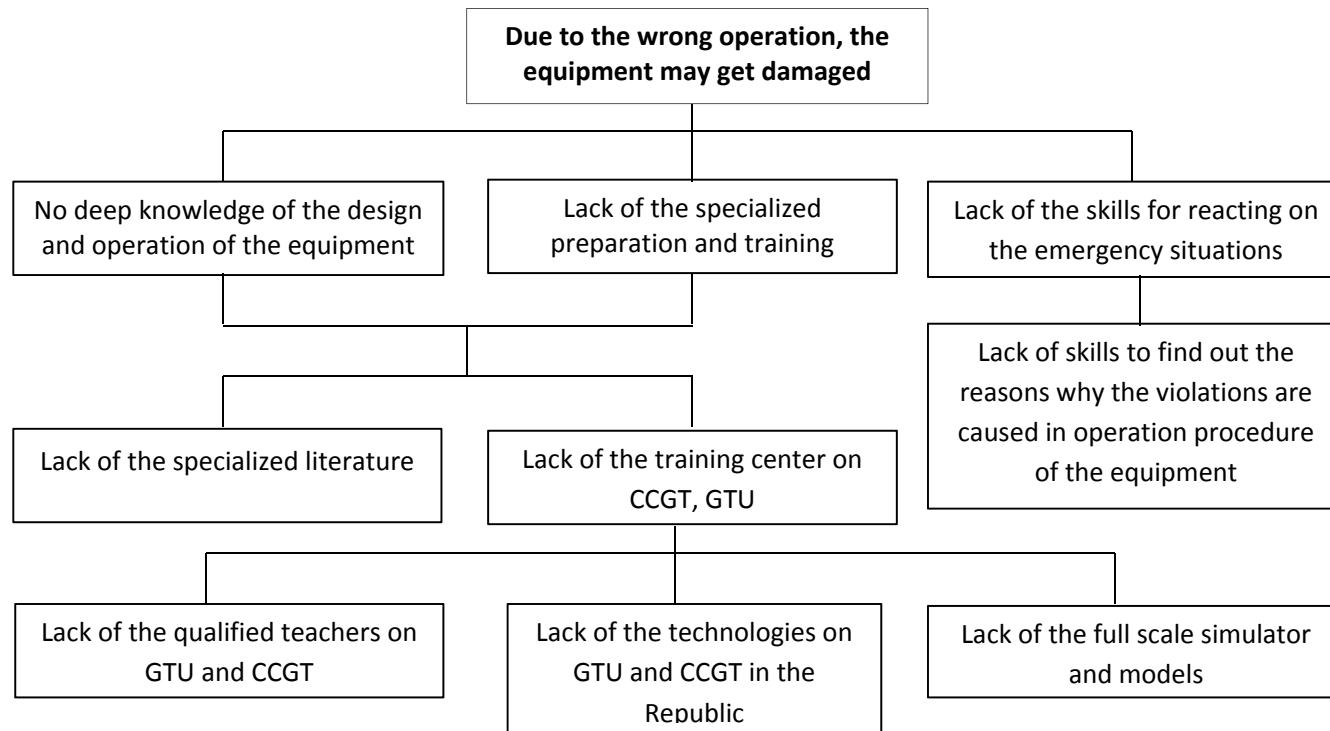 Due to the wrong operation, the
equipment may get damaged
No deep knowledge of the design
and operation of the equipment
Lack of the specialized
preparation and training
Lack of the skills for reacting on
the emergency situations
Lack of skills to find out the
reasons why the violations are
caused in operation procedure
of the equipment
Lack of the specialized literature
Lack of the training center on
CCGT, GTU
Lack of the qualified teachers on
GTU and CCGT
Lack of the technologies on
GTU and CCGT in the
Republic
Lack of the full scale simulator
and models